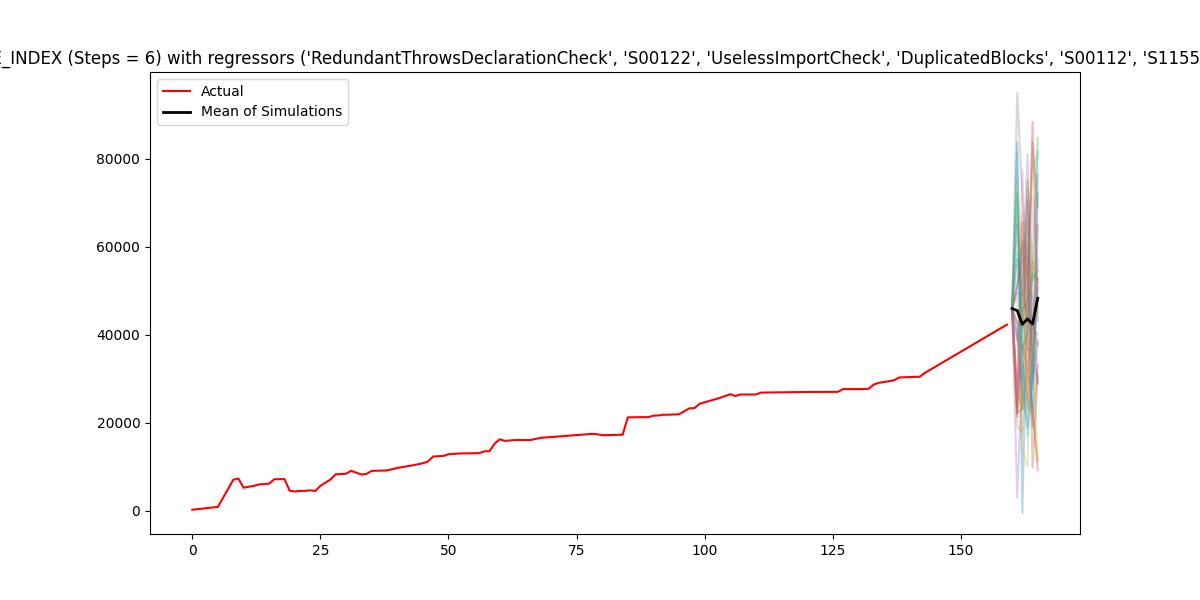 _INDEX (Steps = 6) with regressors ('RedundantThrowsDeclarationCheck', 'S00122', 'UselessImportCheck', 'DuplicatedBlocks', 'S00112', 'S1155
Actual
Mean of Simulations
80000
60000
40000
20000
0
0 25 50 75 100 125 150